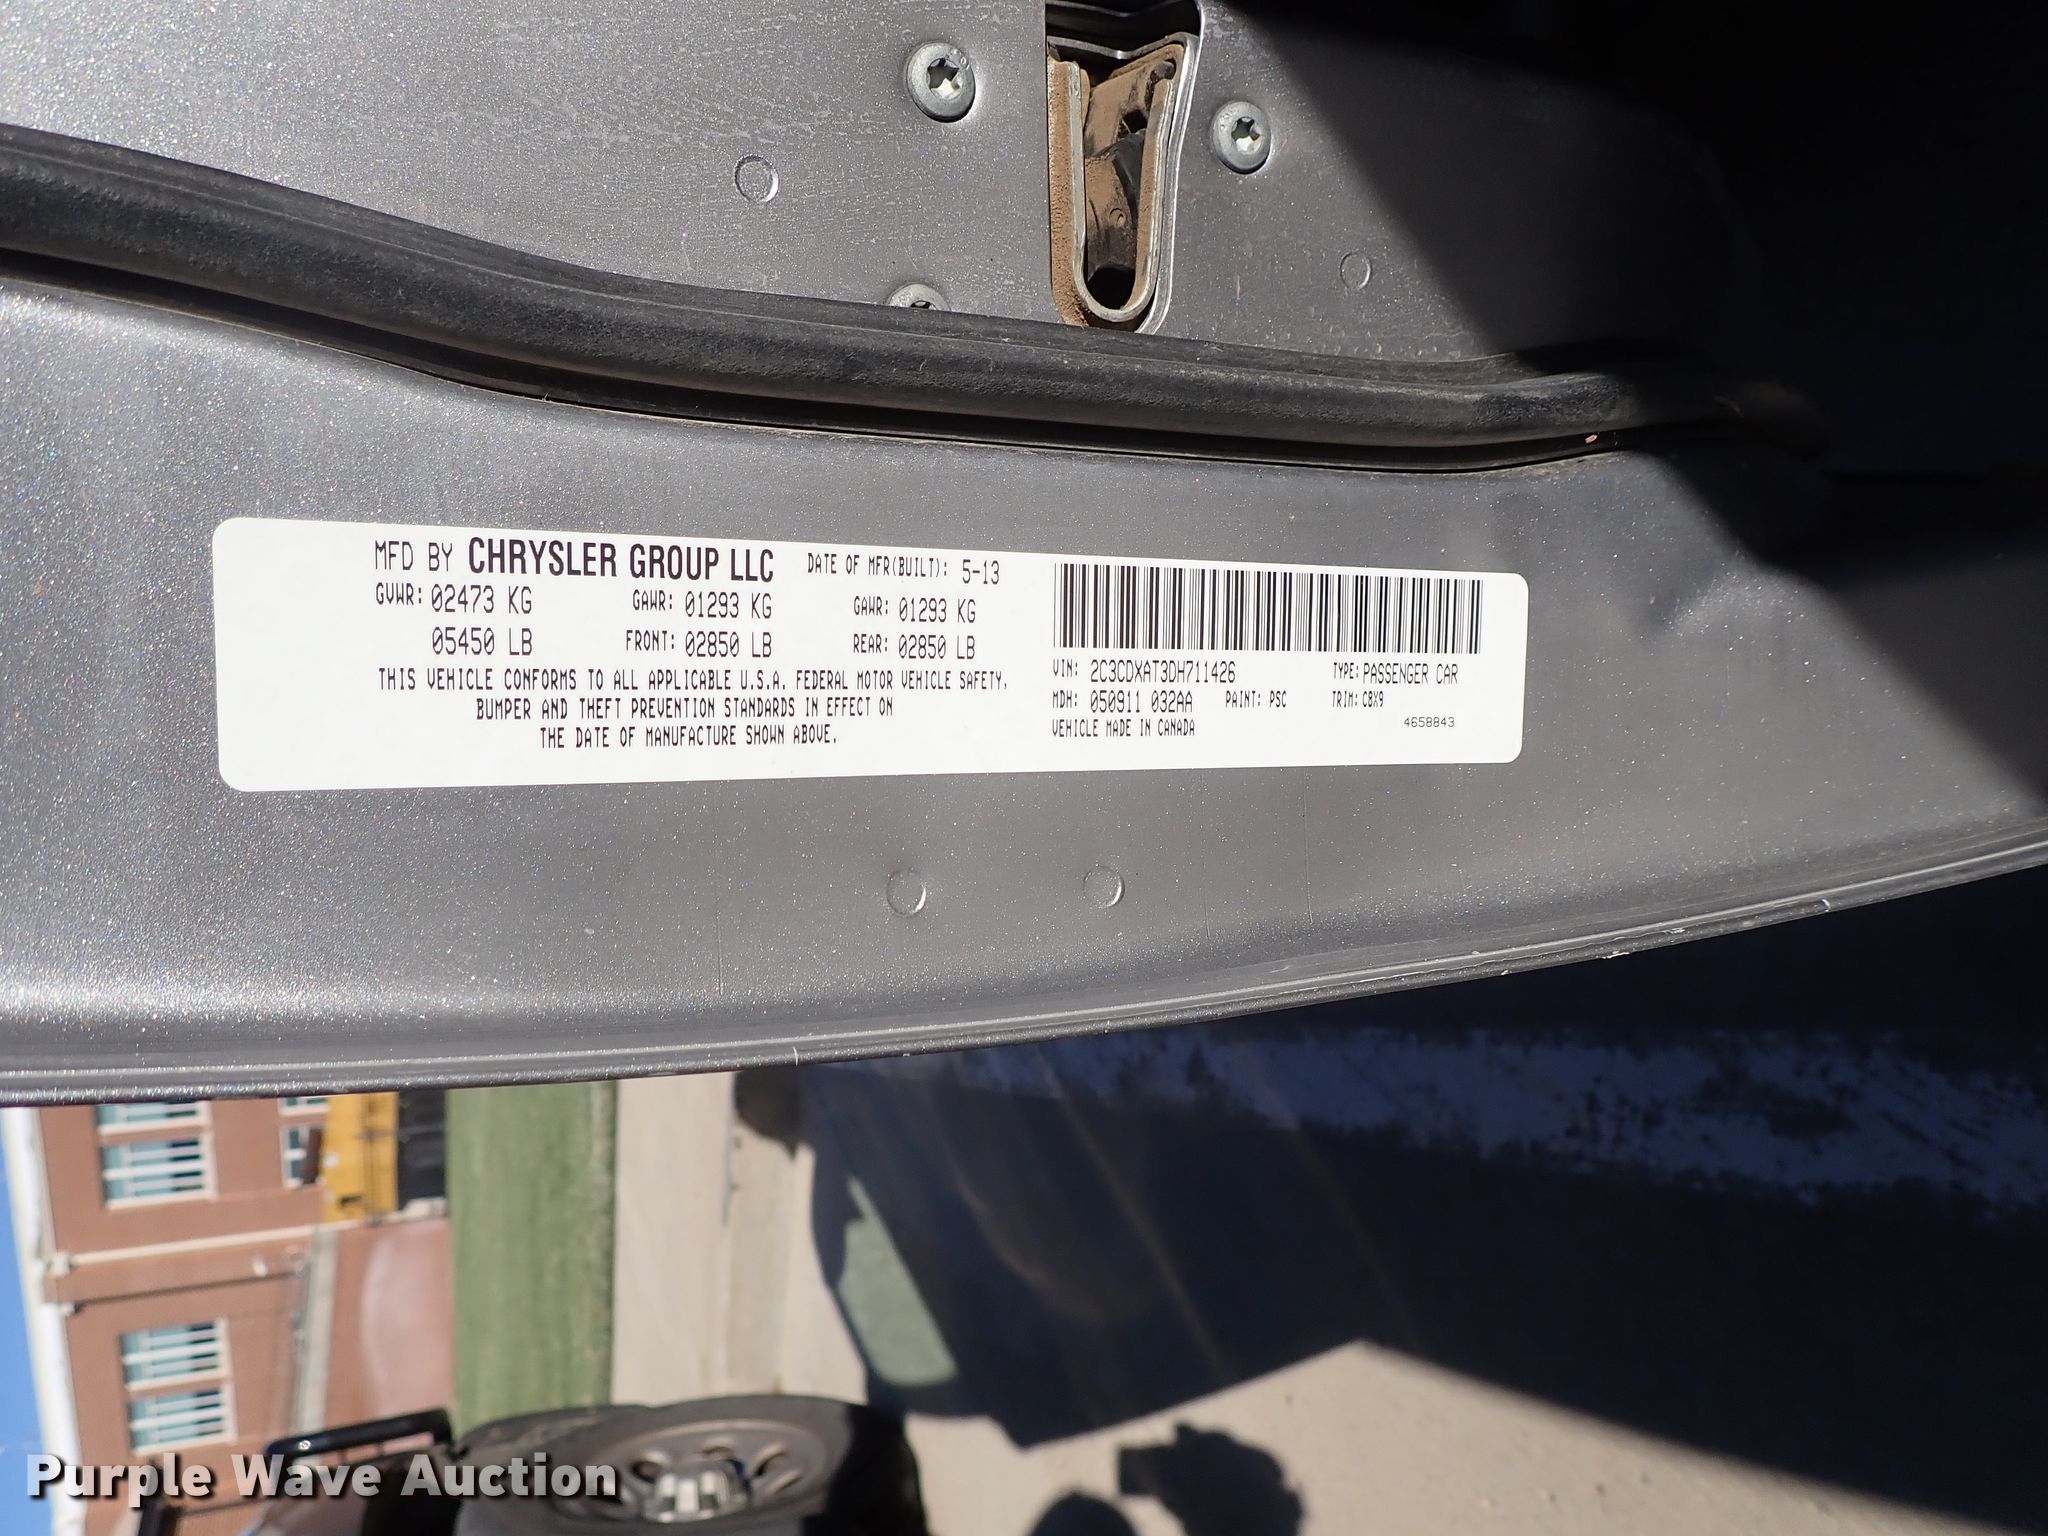 MFD BY CHRYSLER GROUP LLC DATE OF MFR(BUILT): 5-13
GVWR: 02473 KG GAWR: 01293 KG GAWR: 01293 KG
05450 LB FRONT: 02850 LB REAR: 02850 LB
THIS VEHICLE CONFORMS TO ALL APPLICABLE U.S.A. FEDERAL MOTOR VEHICLE SAFETY,
BUMPER AND THEFT PREVENTION STANDARDS IN EFFECT ON
THE DATE OF MANUFACTURE SHOWN ABOVE.
VIN: 2C3CDXAT3DH711426 TYPE: PASSENGER CAR
MDH: 050911 032AA PAINT: PSC TRIM: C8X9
VEHICLE MADE IN CANADA 4658843
Purple Wave Auction